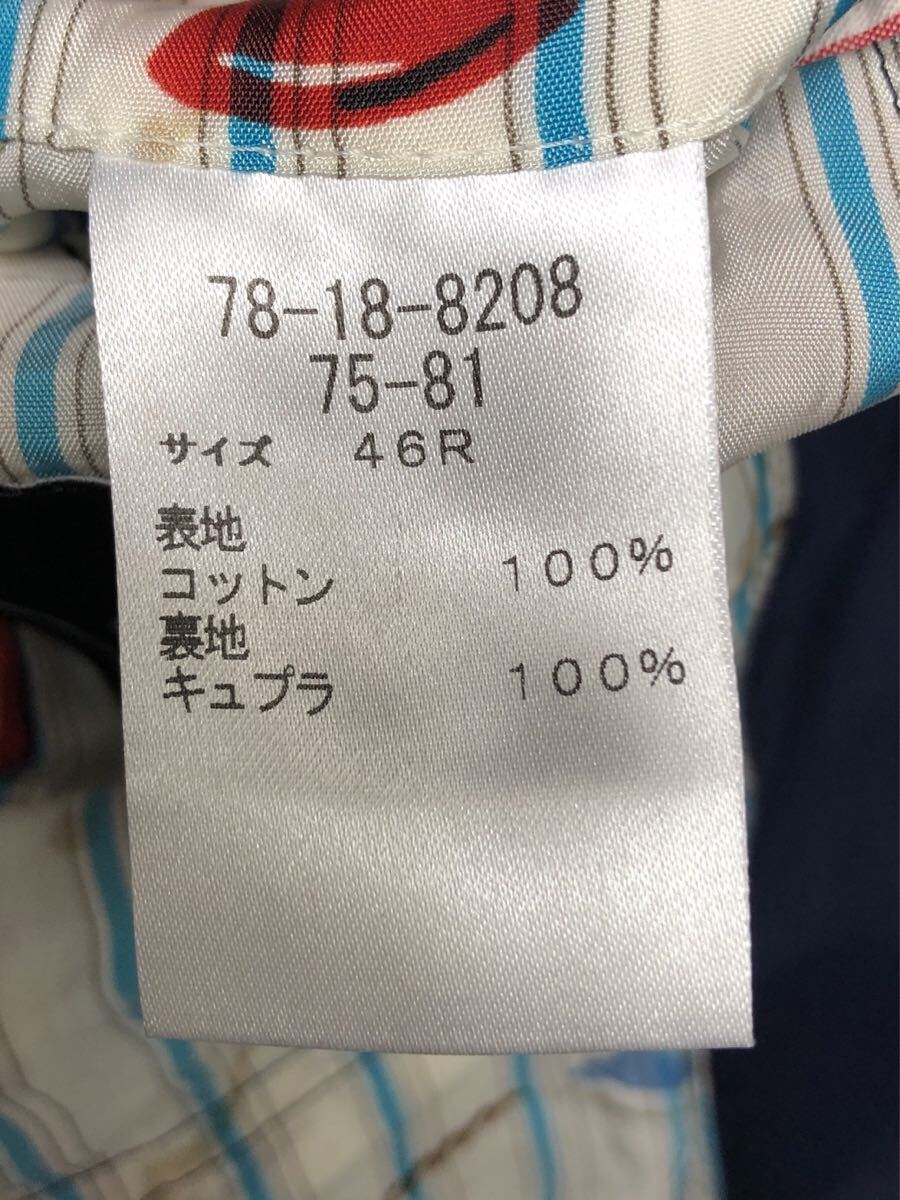 78-18-8208
75-81
サイズ 46R
表地
コットン 100%
裏地
キュプラ 100%